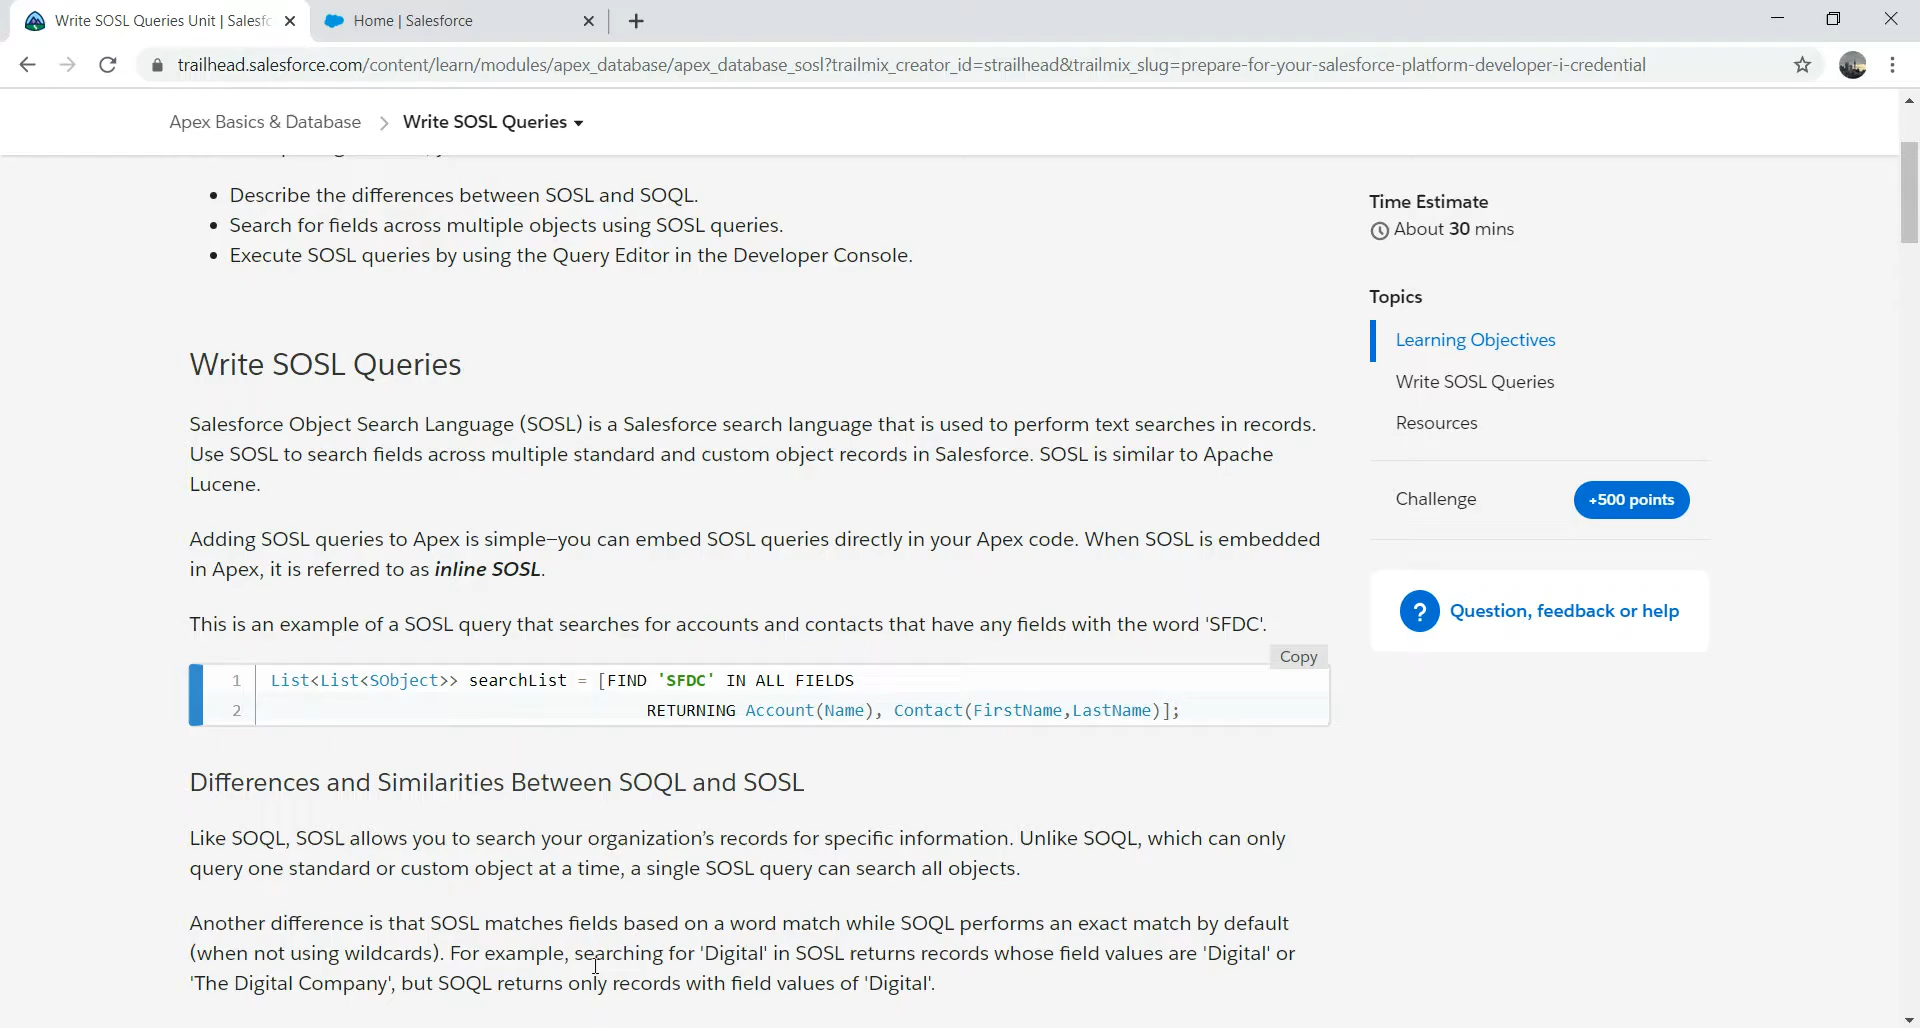 Write SOSL Queries Unit | Salesfo
Home | Salesforce
trailhead.salesforce.com/content/learn/modules/apex_database/apex_database_sosl?trailmix_creator_id=strailhead&trailmix_slug=prepare-for-your-salesforce-platform-developer-i-credential
Apex Basics & Database > Write SOSL Queries
• Describe the differences between SOSL and SOQL.
• Search for fields across multiple objects using SOSL queries.
• Execute SOSL queries by using the Query Editor in the Developer Console.
Write SOSL Queries
Salesforce Object Search Language (SOSL) is a Salesforce search language that is used to perform text searches in records.
Use SOSL to search fields across multiple standard and custom object records in Salesforce. SOSL is similar to Apache
Lucene.
Adding SOSL queries to Apex is simple—you can embed SOSL queries directly in your Apex code. When SOSL is embedded
in Apex, it is referred to as inline SOSL.
This is an example of a SOSL query that searches for accounts and contacts that have any fields with the word 'SFDC'.
Copy
1 List<List<SObject>> searchList = [FIND 'SFDC' IN ALL FIELDS
2 RETURNING Account(Name), Contact(FirstName,LastName)];
Differences and Similarities Between SOQL and SOSL
Like SOQL, SOSL allows you to search your organization’s records for specific information. Unlike SOQL, which can only
query one standard or custom object at a time, a single SOSL query can search all objects.
Another difference is that SOSL matches fields based on a word match while SOQL performs an exact match by default
(when not using wildcards). For example, searching for 'Digital' in SOSL returns records whose field values are 'Digital' or
'The Digital Company', but SOQL returns only records with field values of 'Digital'.
Time Estimate
About 30 mins
Topics
Learning Objectives
Write SOSL Queries
Resources
Challenge
+500 points
? Question, feedback or help